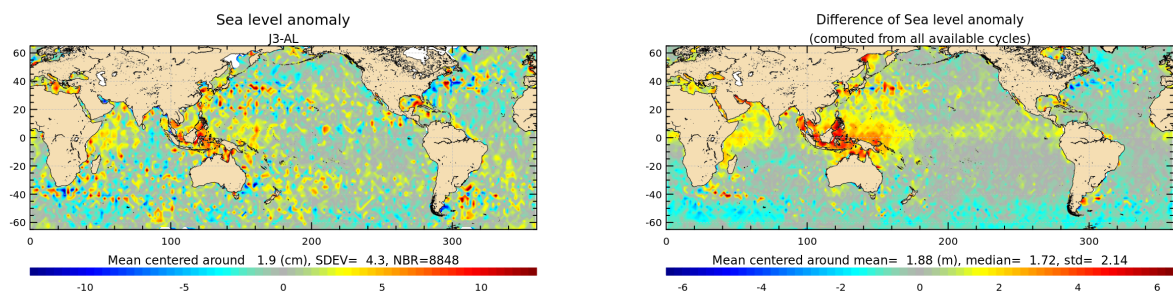 Sea level anomaly
J3-AL
60
40
20
0
-20
-40
-60
0 100 200 300
Mean centered around 1.9 (cm), SDEV= 4.3, NBR=8848
-10 -5 0 5 10
Difference of Sea level anomaly
(computed from all available cycles)
60
40
20
0
-20
-40
-60
0 100 200 300
Mean centered around mean= 1.88 (m), median= 1.72, std= 2.14
-6 -4 -2 0 2 4 6